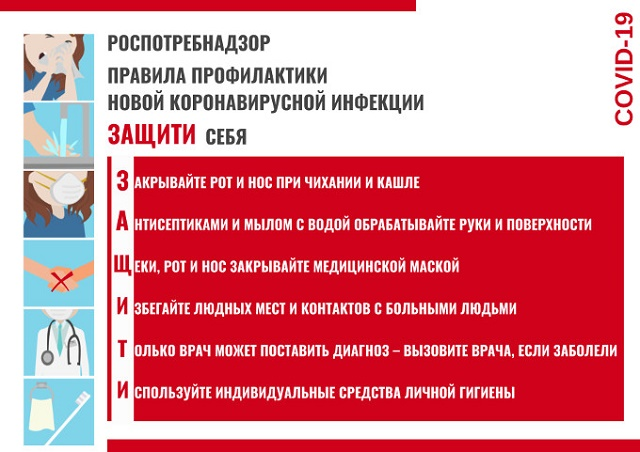 РОСПОТРЕБНАДЗОР
ПРАВИЛА ПРОФИЛАКТИКИ
НОВОЙ КОРОНАВИРУСНОЙ ИНФЕКЦИИ
ЗАЩИТИ СЕБЯ
ЗАКРЫВАЙТЕ РОТ И НОС ПРИ ЧИХАНИИ И КАШЛЕ
АНТИСЕПТИКАМИ И МЫЛОМ С ВОДОЙ ОБРАБАТЫВАЙТЕ РУКИ И ПОВЕРХНОСТИ
ЩЕКИ, РОТ И НОС ЗАКРЫВАЙТЕ МЕДИЦИНСКОЙ МАСКОЙ
ИЗБЕГАЙТЕ ЛЮДНЫХ МЕСТ И КОНТАКТОВ С БОЛЬНЫМИ ЛЮДЬМИ
ТОЛЬКО ВРАЧ МОЖЕТ ПОСТАВИТЬ ДИАГНОЗ – ВЫЗОВИТЕ ВРАЧА, ЕСЛИ ЗАБОЛЕЛИ
ИСПОЛЬЗУЙТЕ ИНДИВИДУАЛЬНЫЕ СРЕДСТВА ЛИЧНОЙ ГИГИЕНЫ
COVID-19